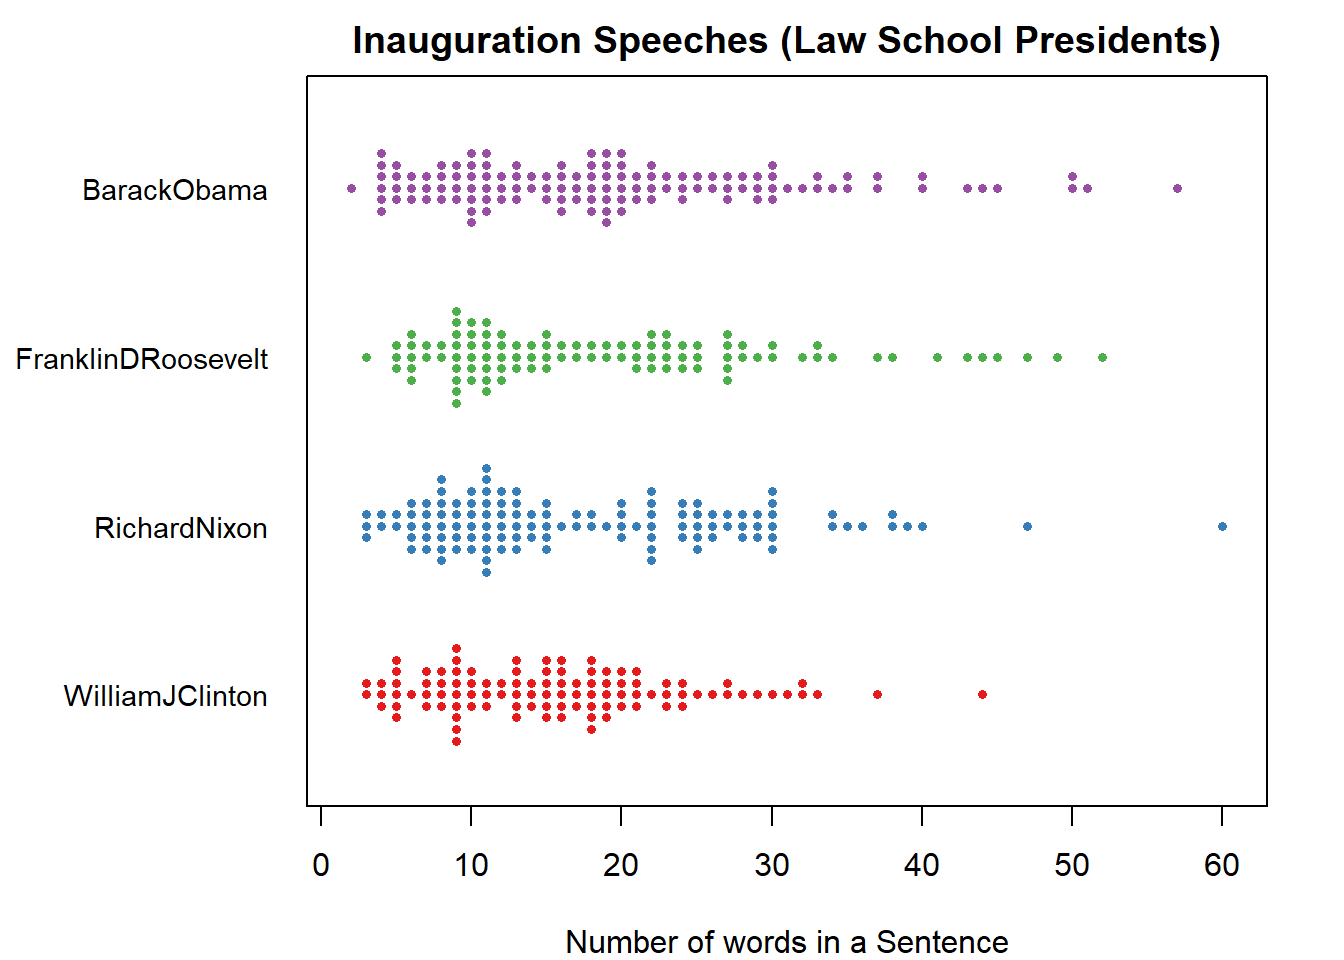 Inauguration Speeches (Law School Presidents)
BarackObama
FranklinDRoosevelt
RichardNixon
WilliamJClinton
0 10 20 30 40 50 60
Number of words in a Sentence